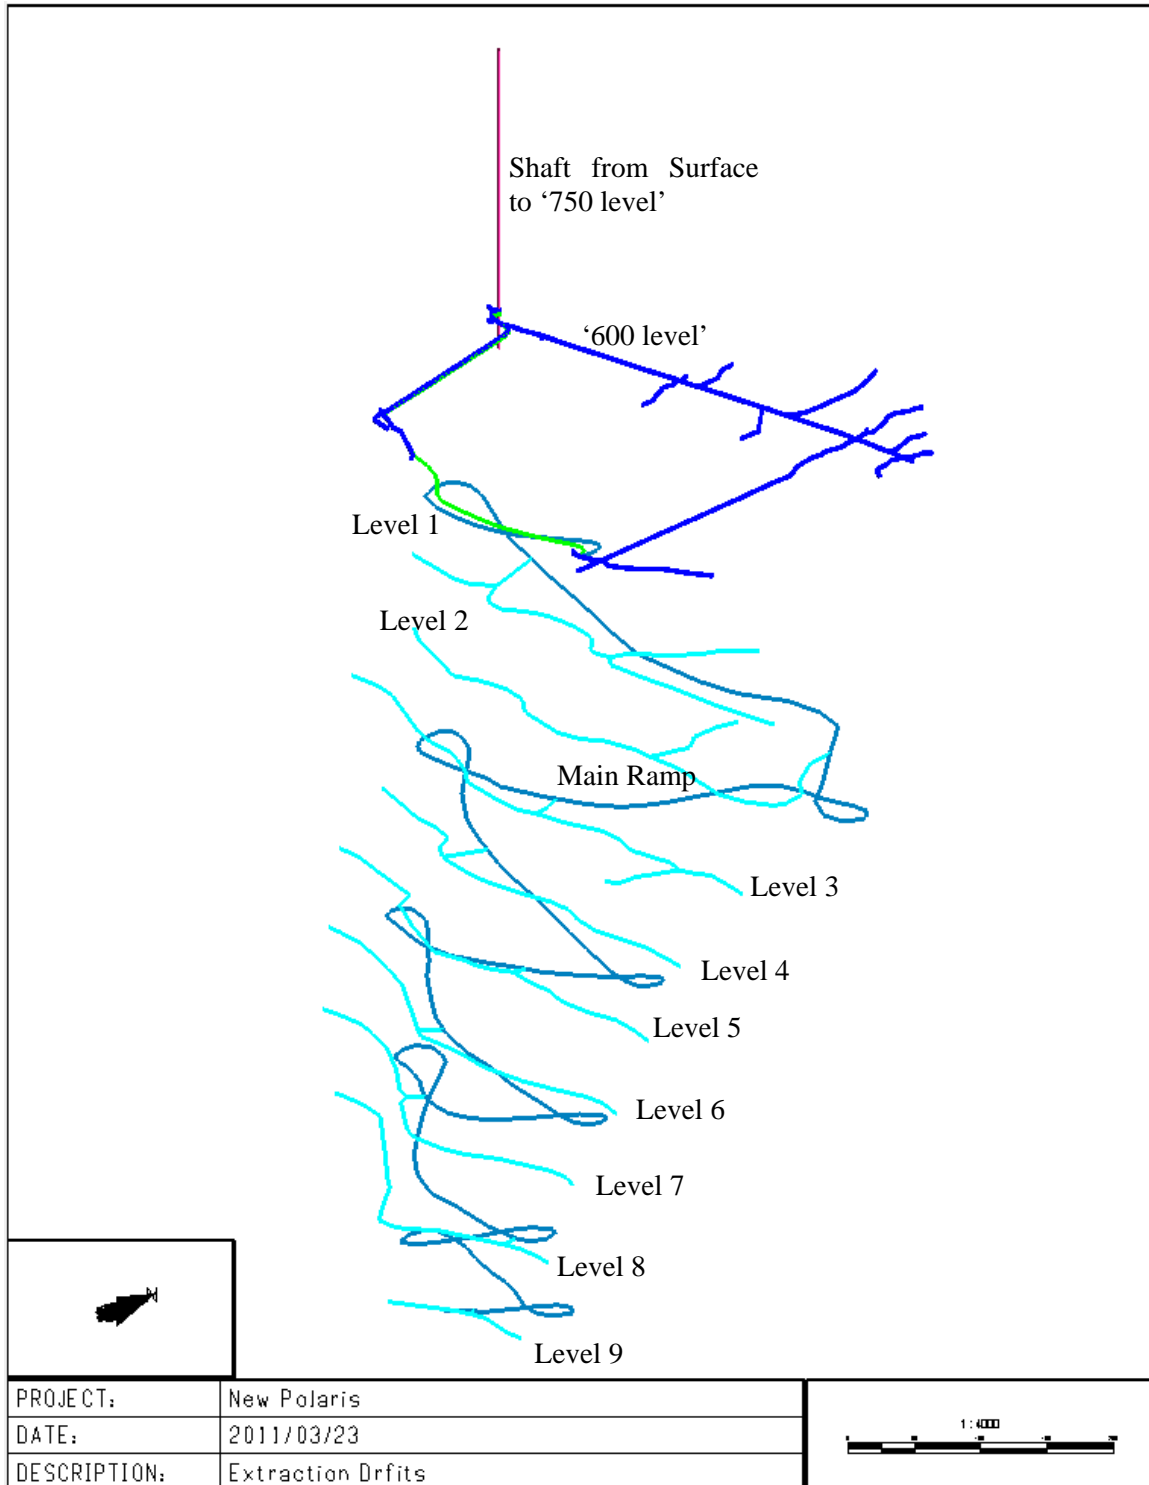 Shaft from Surface
to ‘750 level’
‘600 level’
Level 1
Level 2
Main Ramp
Level 3
Level 4
Level 5
Level 6
Level 7
Level 8
Level 9
N
PROJECT:
New Polaris
DATE:
2011/03/23
DESCRIPTION:
Extraction Drfits
1:4000